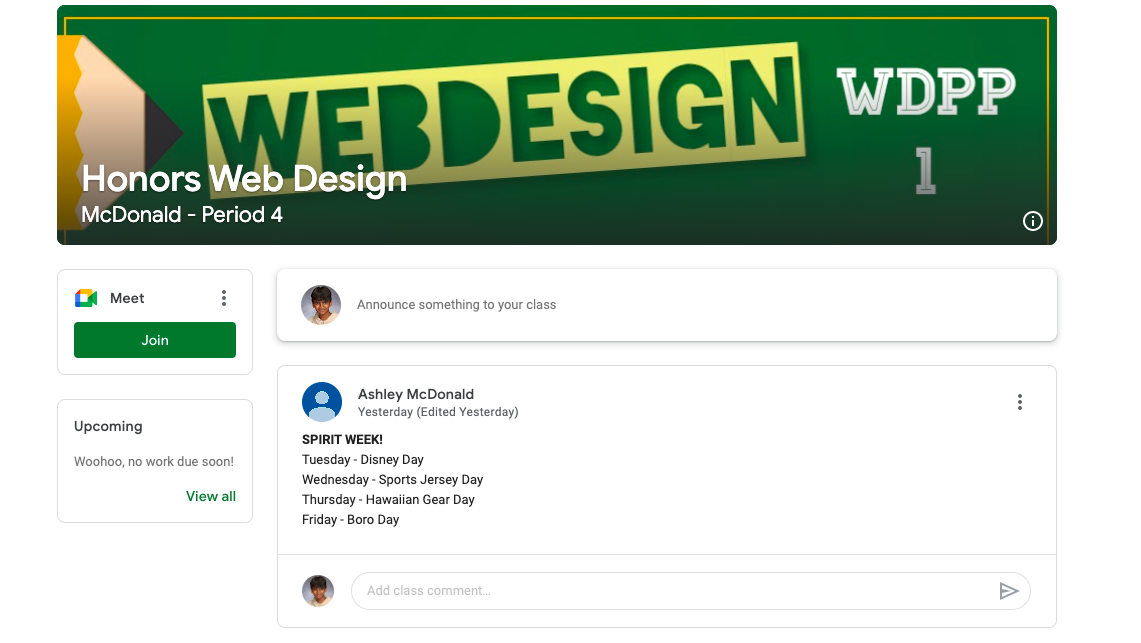 WEBDESIGN
WDPP
1
Honors Web Design
McDonald - Period 4
Meet
Join
Upcoming
Woohoo, no work due soon!
View all
Announce something to your class
Ashley McDonald
Yesterday (Edited Yesterday)
SPIRIT WEEK!
Tuesday - Disney Day
Wednesday - Sports Jersey Day
Thursday - Hawaiian Gear Day
Friday - Boro Day
Add class comment...